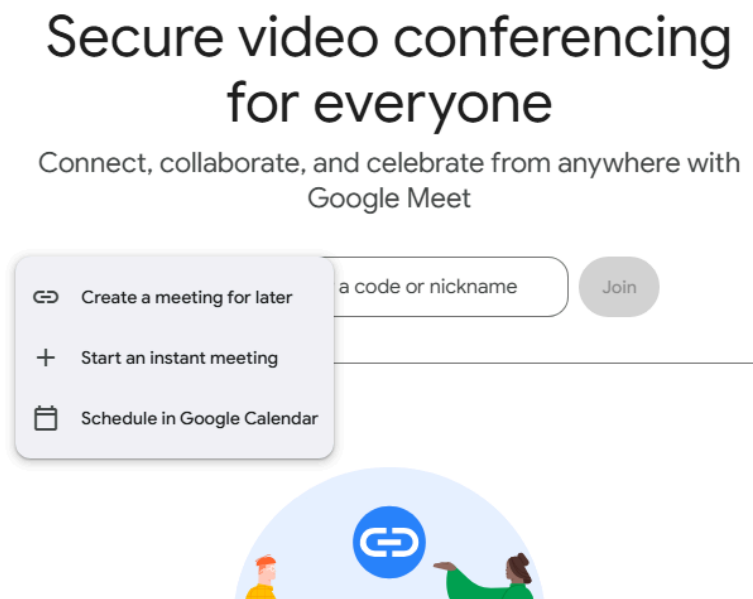 Secure video conferencing
for everyone
Connect, collaborate, and celebrate from anywhere with
Google Meet
Create a meeting for later
a code or nickname
Join
Start an instant meeting
Schedule in Google Calendar